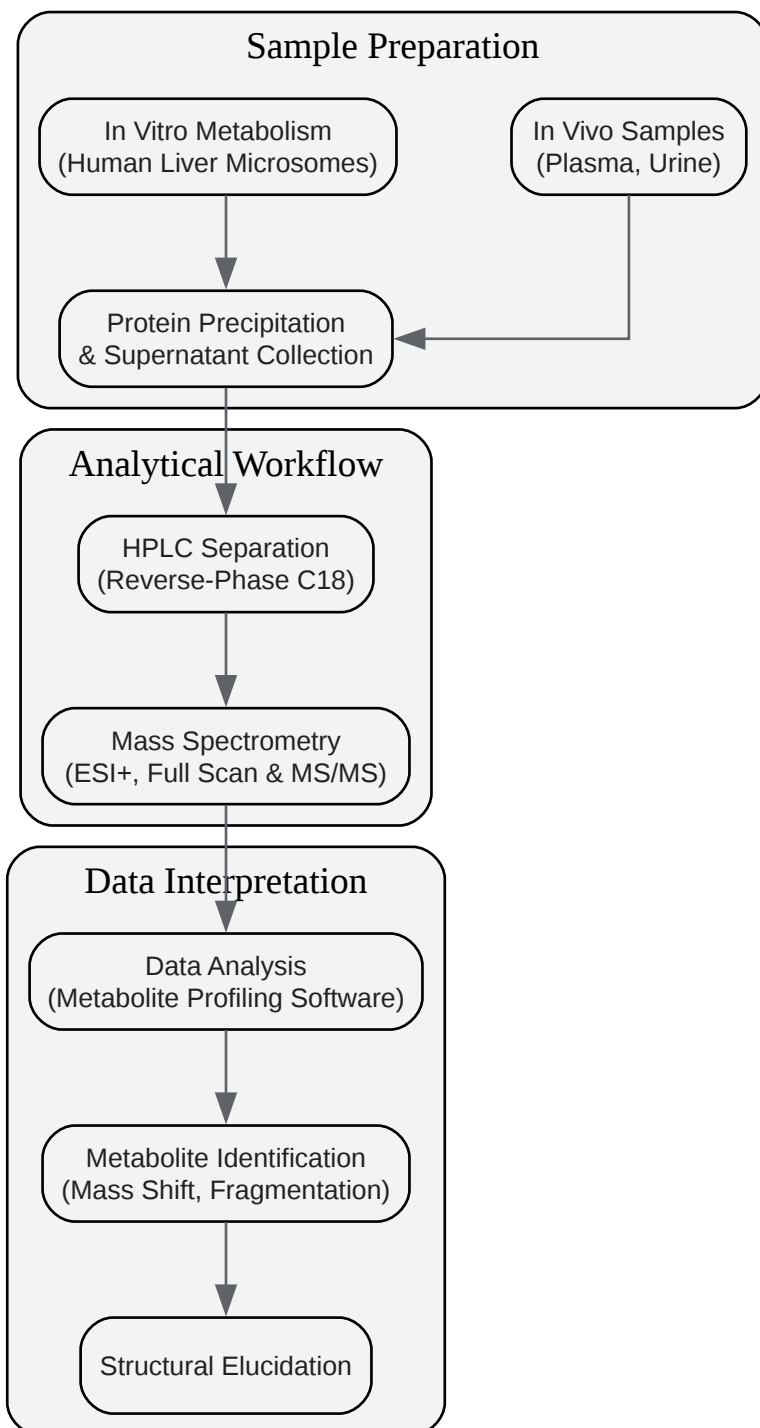 Sample Preparation
In Vitro Metabolism
(Human Liver Microsomes)
In Vivo Samples
(Plasma, Urine)
Protein Precipitation
& Supernatant Collection
Analytical Workflow
HPLC Separation
(Reverse-Phase C18)
Mass Spectrometry
(ESI+, Full Scan & MS/MS)
Data Interpretation
Data Analysis
(Metabolite Profiling Software)
Metabolite Identification
(Mass Shift, Fragmentation)
Structural Elucidation